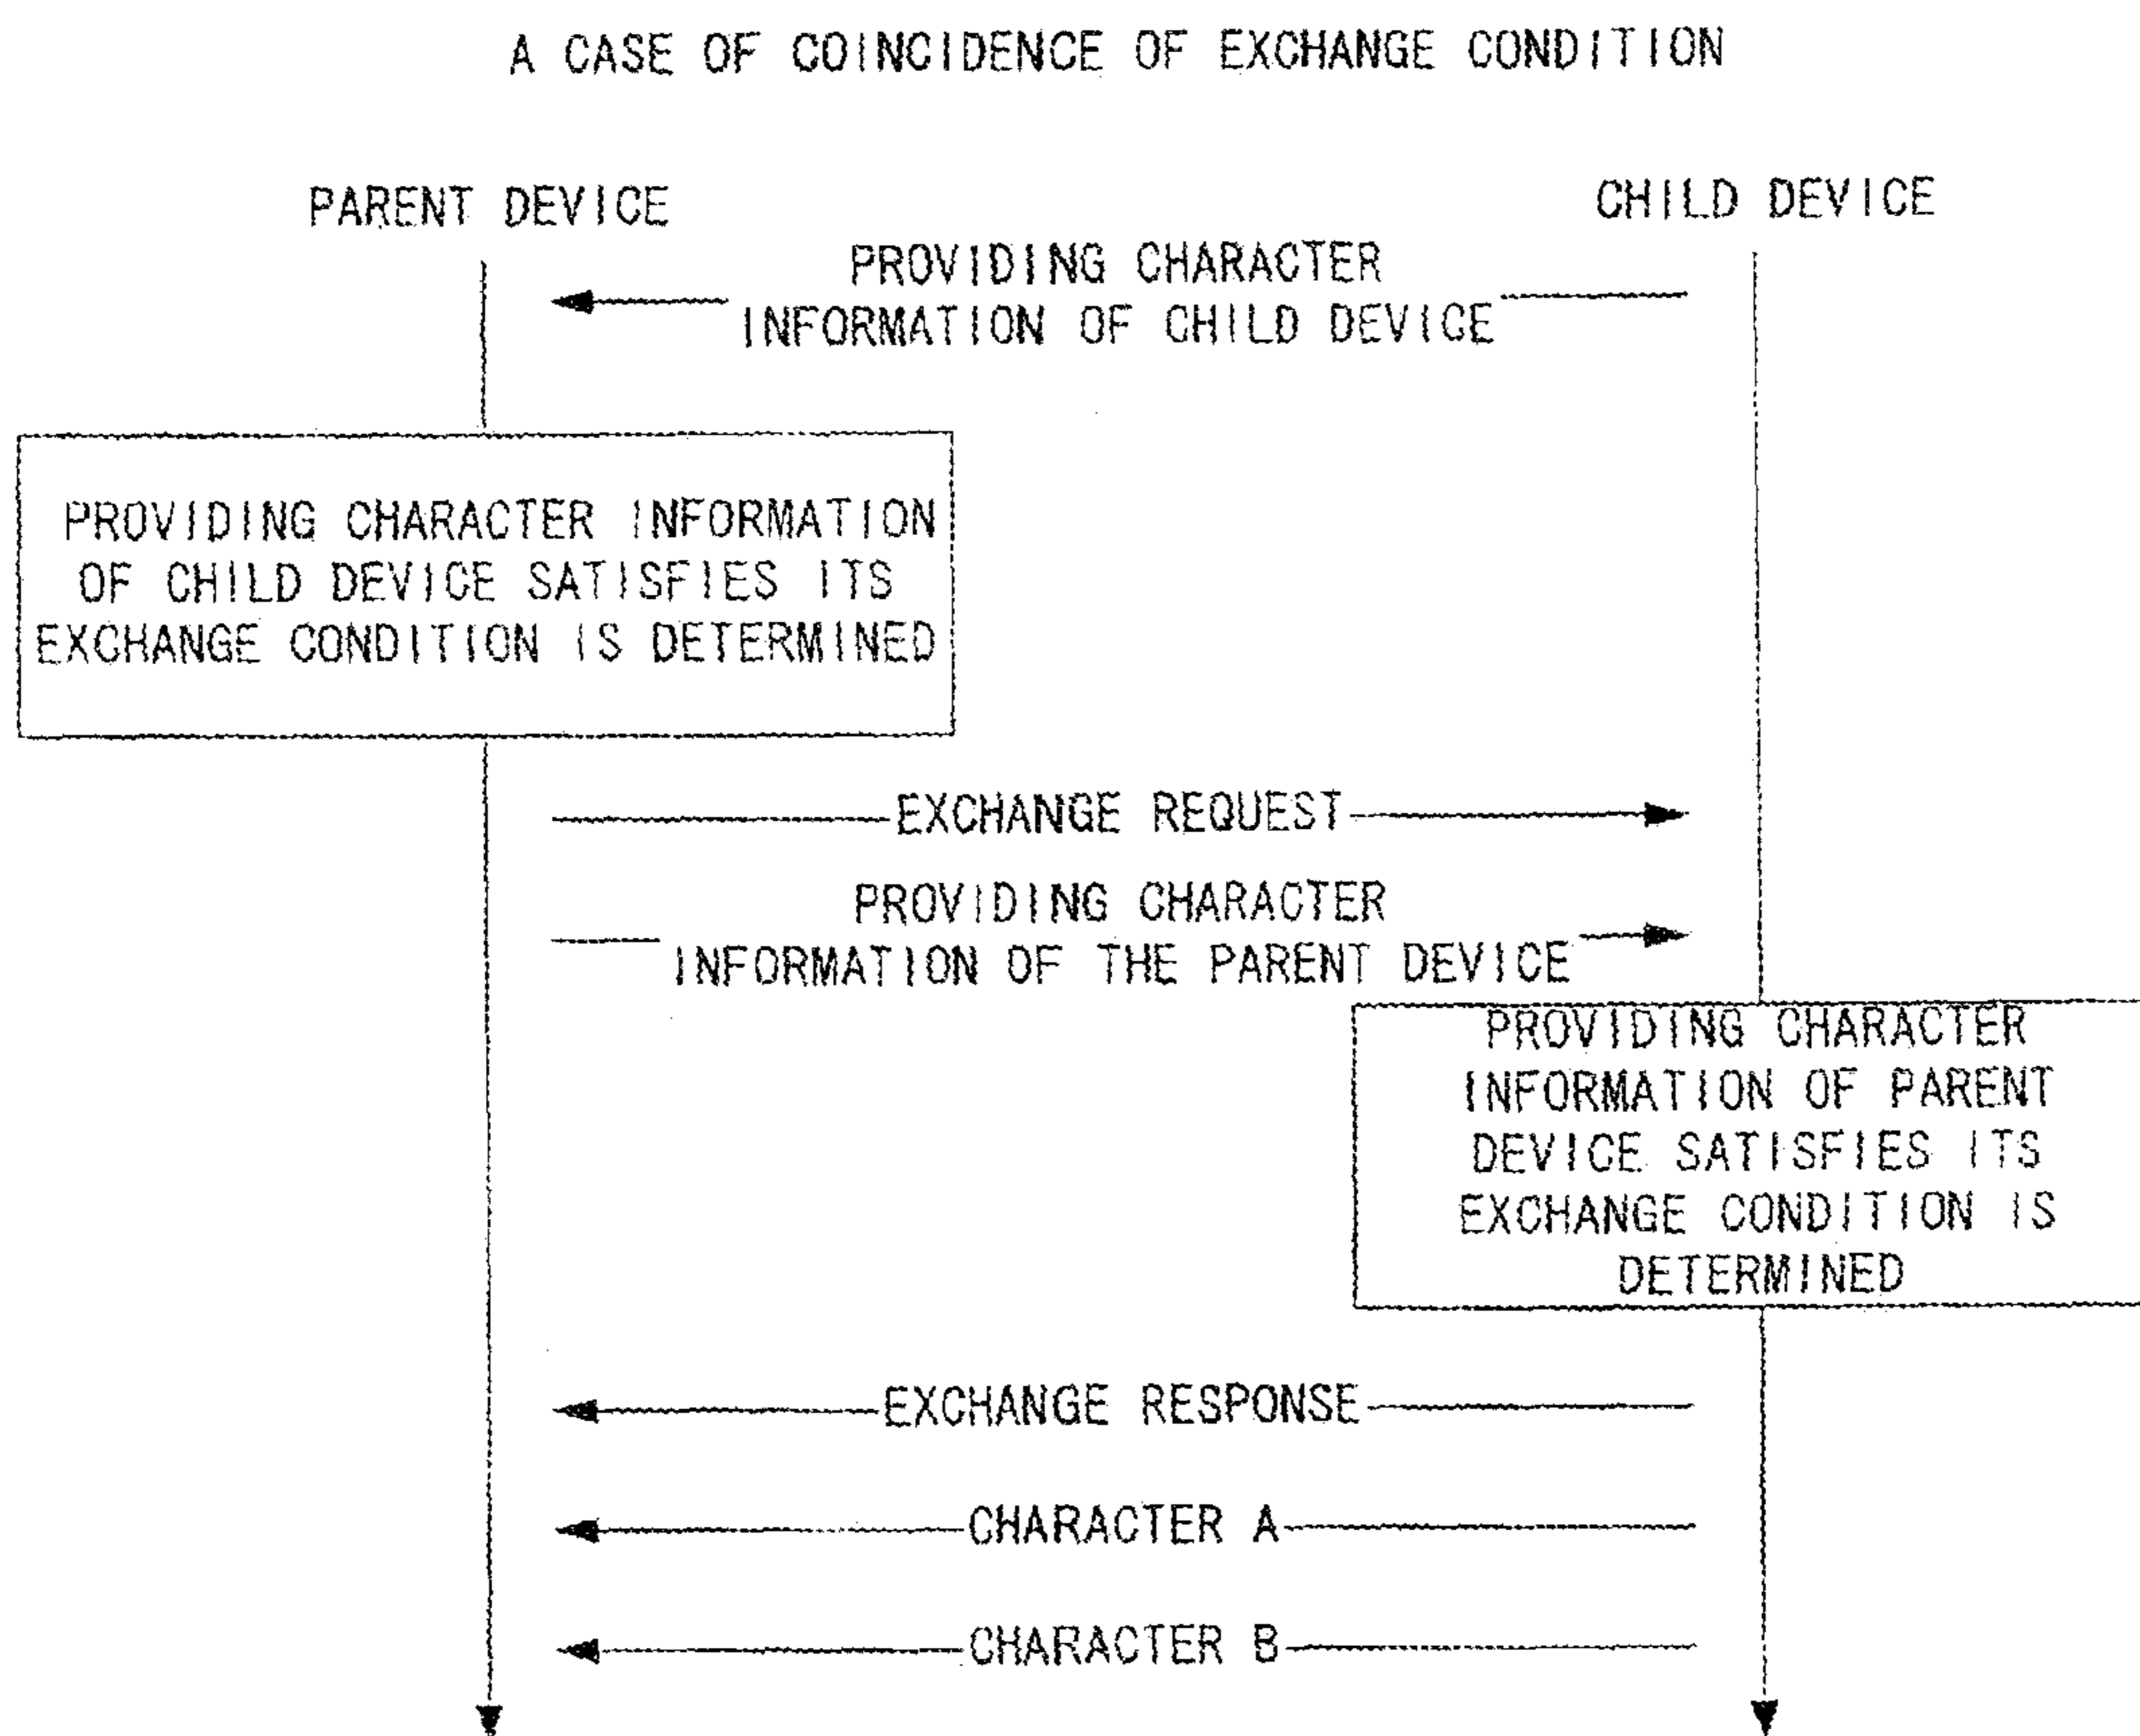 A CASE OF COINCIDENCE OF EXCHANGE CONDITION
PARENT DEVICE
CHILD DEVICE
PROVIDING CHARACTER
INFORMATION OF CHILD DEVICE
PROVIDING CHARACTER INFORMATION
OF CHILD DEVICE SATISFIES ITS
EXCHANGE CONDITION IS DETERMINED
EXCHANGE REQUEST
PROVIDING CHARACTER
INFORMATION OF THE PARENT DEVICE
PROVIDING CHARACTER
INFORMATION OF PARENT
DEVICE SATISFIES ITS
EXCHANGE CONDITION IS
DETERMINED
EXCHANGE RESPONSE
CHARACTER A
CHARACTER B